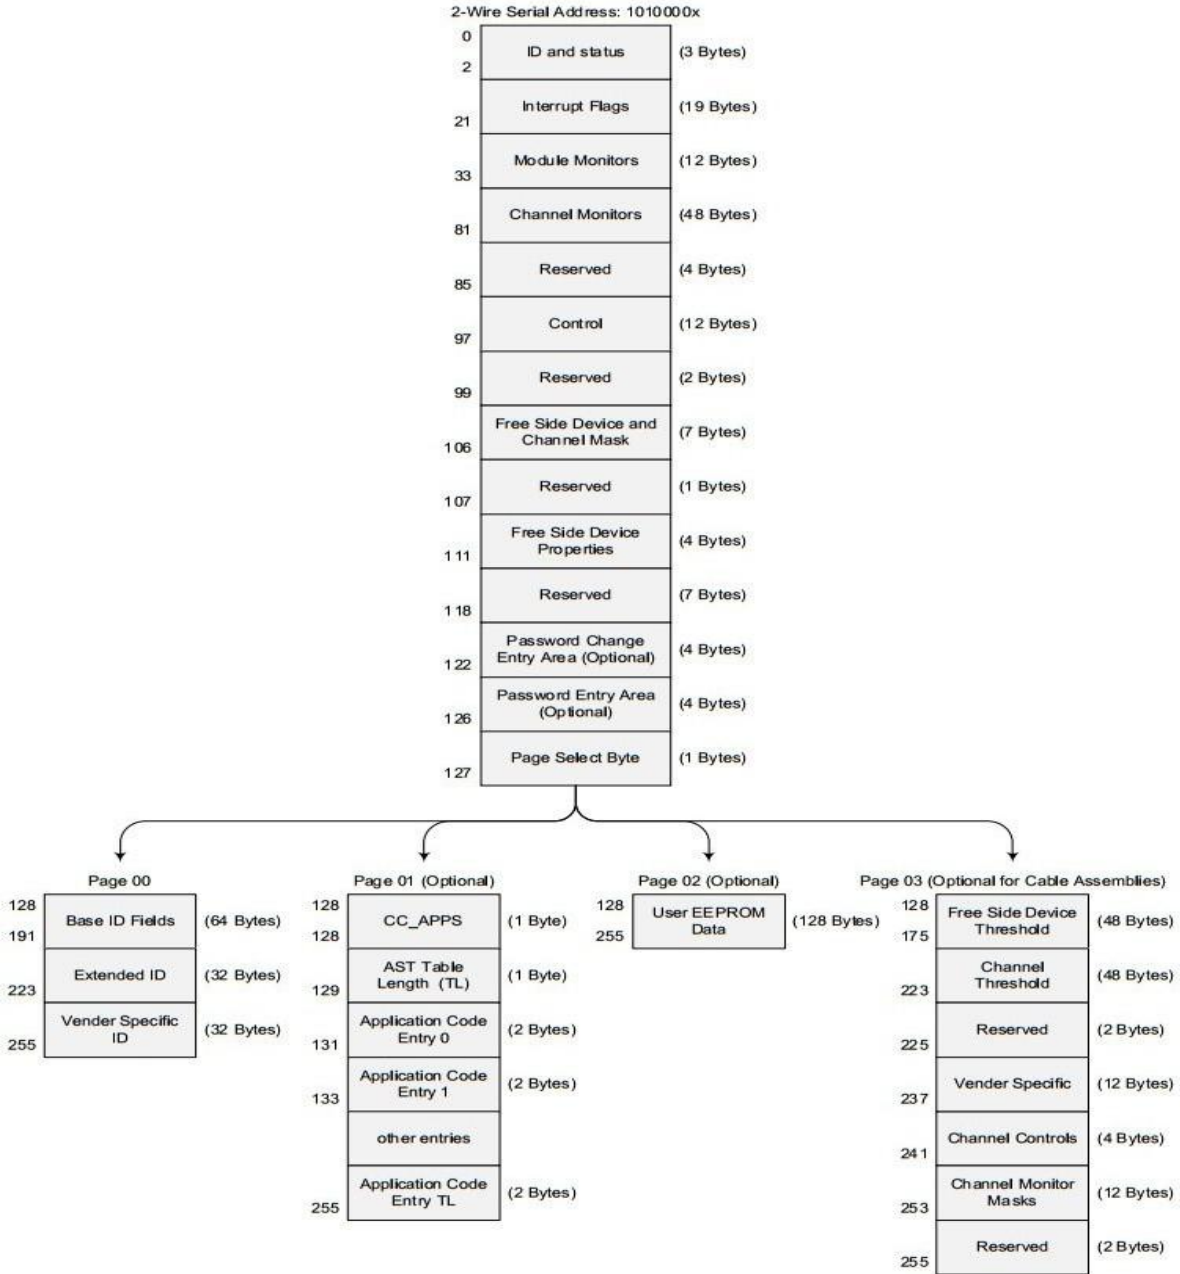 2-Wire Serial Address: 1010000x
0
ID and status (3 Bytes)
2
Interrupt Flags (19 Bytes)
21
Module Monitors (12 Bytes)
33
Channel Monitors (48 Bytes)
81
Reserved (4 Bytes)
85
Control (12 Bytes)
97
Reserved (2 Bytes)
99
Free Side Device and
Channel Mask (7 Bytes)
106
Reserved (1 Bytes)
107
Free Side Device
Properties (4 Bytes)
111
Reserved (7 Bytes)
118
Password Change
Entry Area (Optional) (4 Bytes)
122
Password Entry Area
(Optional) (4 Bytes)
126
Page Select Byte (1 Bytes)
127
Page 00
128
Base ID Fields (64 Bytes)
191
Extended ID (32 Bytes)
223
Vender Specific
ID (32 Bytes)
255
Page 01 (Optional)
128
CC_APPS (1 Byte)
128
AST Table
Length (TL) (1 Byte)
129
Application Code
Entry 0 (2 Bytes)
131
Application Code
Entry 1 (2 Bytes)
133
other entries
Application Code
Entry TL (2 Bytes)
255
Page 02 (Optional)
128
User EEPROM
Data (128 Bytes)
255
Page 03 (Optional for Cable Assemblies)
128
Free Side Device
Threshold (48 Bytes)
175
Channel
Threshold (48 Bytes)
223
Reserved (2 Bytes)
225
Vender Specific (12 Bytes)
237
Channel Controls (4 Bytes)
241
Channel Monitor
Masks (12 Bytes)
253
Reserved (2 Bytes)
255